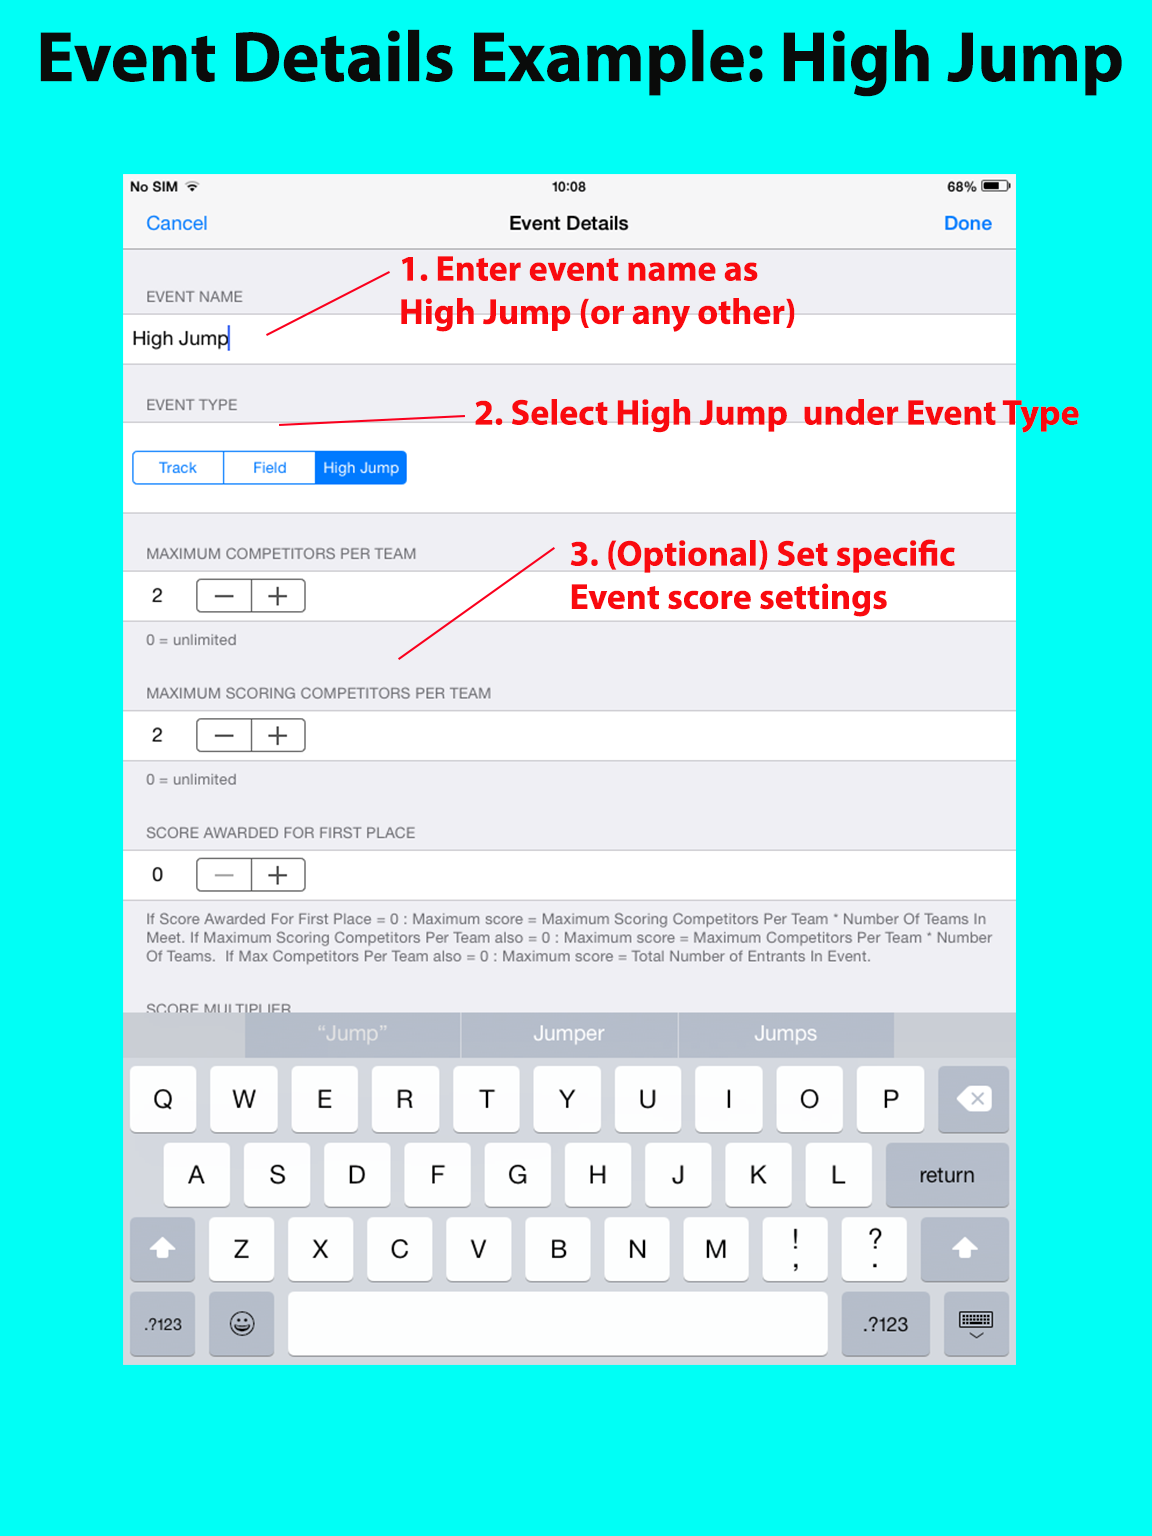 Event Details Example: High Jump
No SIM 10:08 68%
Cancel Event Details Done
1. Enter event name as
High Jump (or any other)
EVENT NAME
High Jump
EVENT TYPE
2. Select High Jump under Event Type
Track Field High Jump
MAXIMUM COMPETITORS PER TEAM
3. (Optional) Set specific
Event score settings
2 — +
0 = unlimited
MAXIMUM SCORING COMPETITORS PER TEAM
2 — +
0 = unlimited
SCORE AWARDED FOR FIRST PLACE
0 — +
If Score Awarded For First Place = 0 : Maximum score = Maximum Scoring Competitors Per Team * Number Of Teams In
Meet. If Maximum Scoring Competitors Per Team also = 0 : Maximum score = Maximum Competitors Per Team * Number
Of Teams. If Max Competitors Per Team also = 0 : Maximum score = Total Number of Entrants In Event.
SCORE MULTIPLIER
“Jump” Jumper Jumps
Q W E R T Y U I O P
A S D F G H J K L return
Z X C V B N M ! , ? .
.?123 .?123